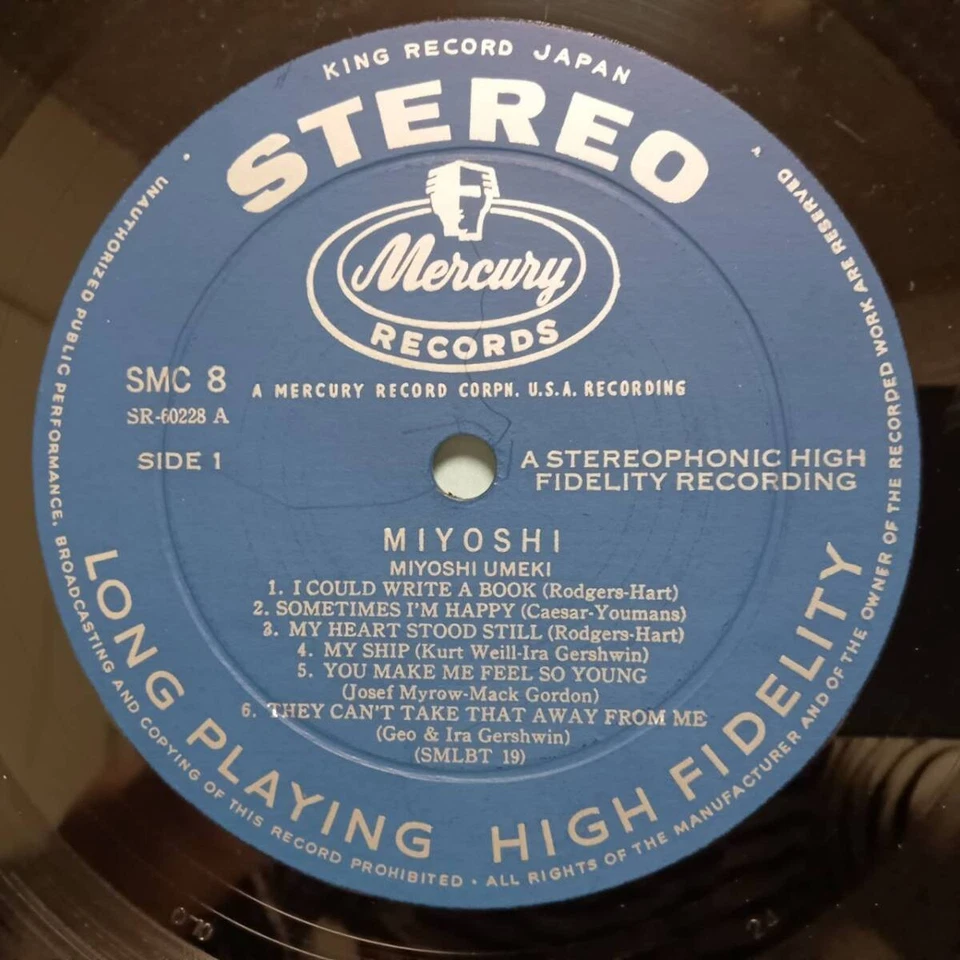 KING RECORD JAPAN
STEREO
Mercury
RECORDS
A MERCURY RECORD CORPN. U.S.A. RECORDING
SMC 8
SR-60228 A
SIDE 1
A STEREOPHONIC HIGH
FIDELITY RECORDING
MIYOSHI
MIYOSHI UMEKI
1. I COULD WRITE A BOOK (Rodgers-Hart)
2. SOMETIMES I'M HAPPY (Caesar-Youmans)
3. MY HEART STOOD STILL (Rodgers-Hart)
4. MY SHIP (Kurt Weill-Ira Gershwin)
5. YOU MAKE ME FEEL SO YOUNG
(Josef Myrow-Mack Gordon)
6. THEY CAN'T TAKE THAT AWAY FROM ME
(Geo & Ira Gershwin)
(SMLBT 19)
LONG PLAYING HIGH FIDELITY
UNAUTHORIZED PUBLIC PERFORMANCE, BROADCASTING AND COPYING OF THIS RECORD PROHIBITED · ALL RIGHTS OF THE MANUFACTURER AND OF THE OWNER OF THE RECORDED WORK ARE RESERVED